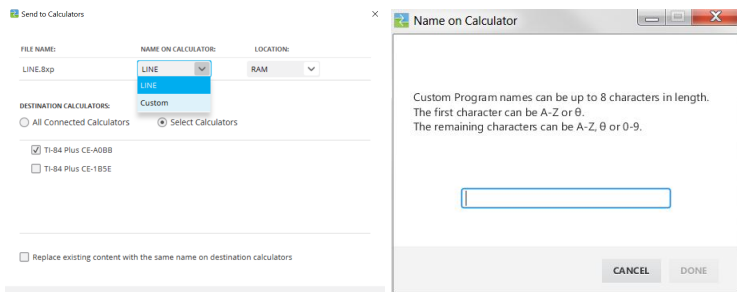 Send to Calculators
FILE NAME: NAME ON CALCULATOR: LOCATION:
LINE.8xp LINE RAM
LINE
Custom
DESTINATION CALCULATORS:
All Connected Calculators Select Calculators
TI-84 Plus CE-A0BB
TI-84 Plus CE-1B5E
Replace existing content with the same name on destination calculators
Name on Calculator
Custom Program names can be up to 8 characters in length.
The first character can be A-Z or θ.
The remaining characters can be A-Z, θ or 0-9.
CANCEL DONE